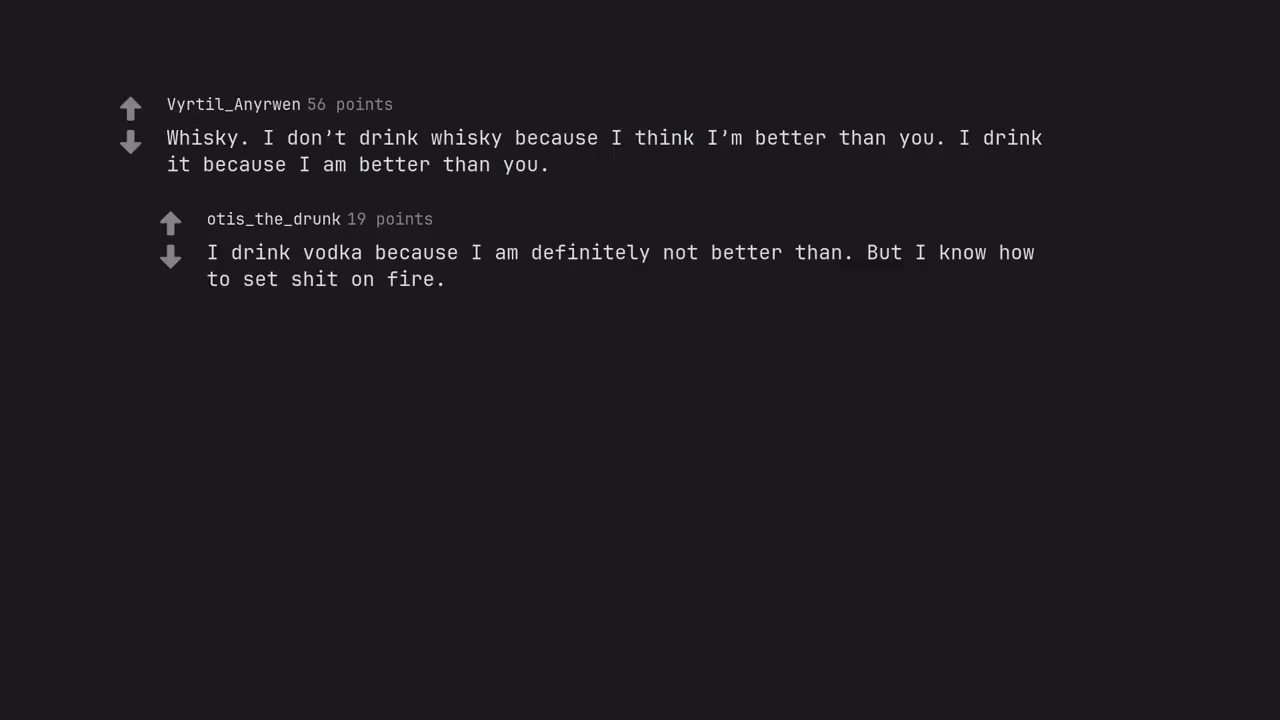 Vyrtil_Anyrwen 56 points
Whisky. I don’t drink whisky because I think I’m better than you. I drink
it because I am better than you.
otis_the_drunk 19 points
I drink vodka because I am definitely not better than. But I know how
to set shit on fire.